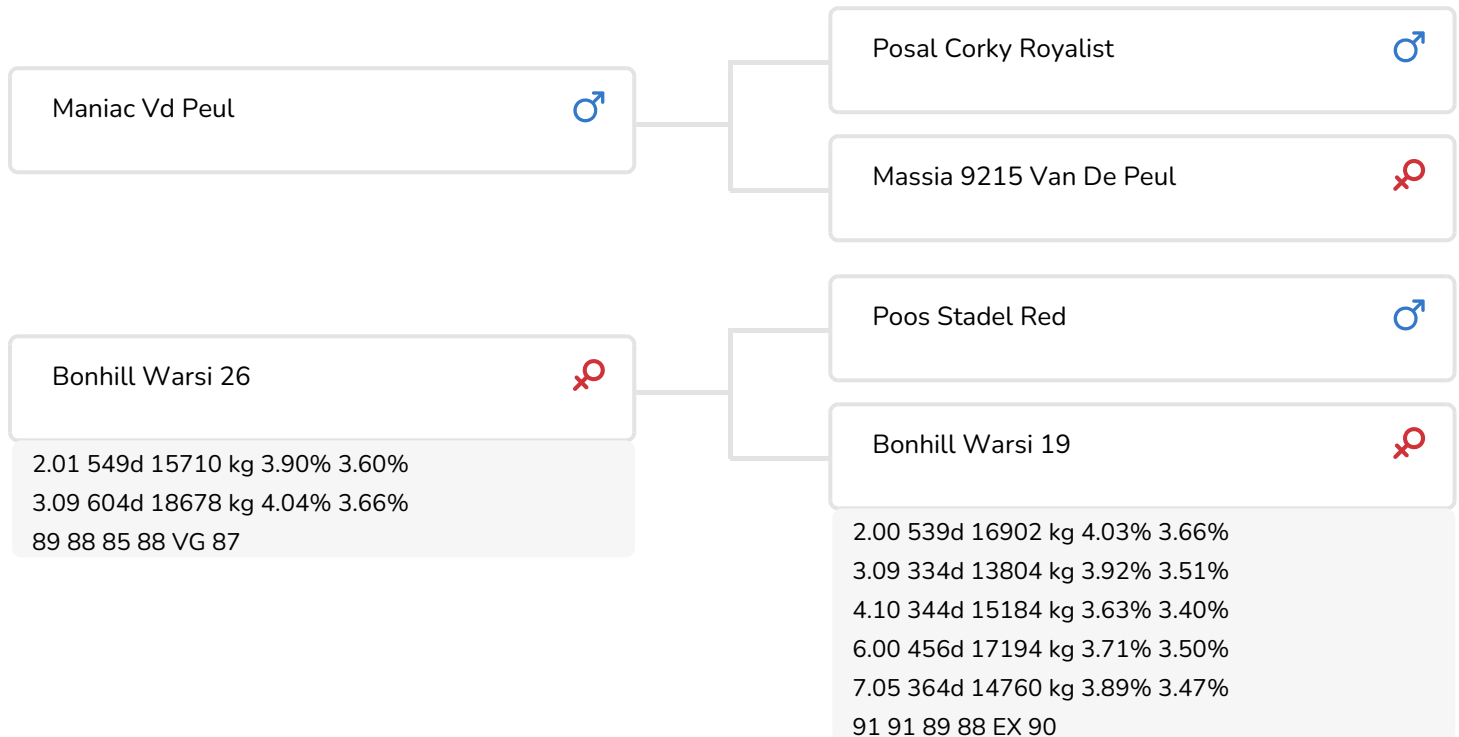 Posal Corky Royalist
Maniac Vd Peul
Massia 9215 Van De Peul
Poos Stadel Red
Bonhill Warsi 26
2.01 549d 15710 kg 3.90% 3.60%
3.09 604d 18678 kg 4.04% 3.66%
89 88 85 88 VG 87
Bonhill Warsi 19
2.00 539d 16902 kg 4.03% 3.66%
3.09 334d 13804 kg 3.92% 3.51%
4.10 344d 15184 kg 3.63% 3.40%
6.00 456d 17194 kg 3.71% 3.50%
7.05 364d 14760 kg 3.89% 3.47%
91 91 89 88 EX 90